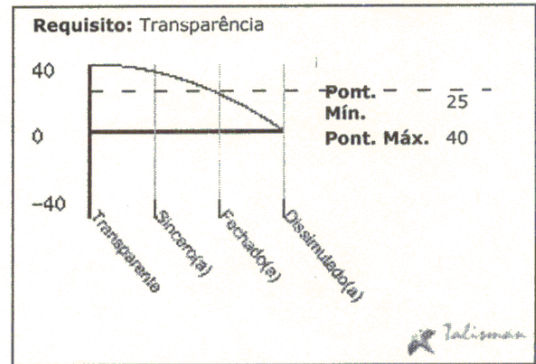 Requisito: Transparência
40
0
-40
Pont. Mín. 25
Pont. Máx. 40
Transparente
Sincero(a)
Fechado(a)
Dissimulado(a)
Talisman